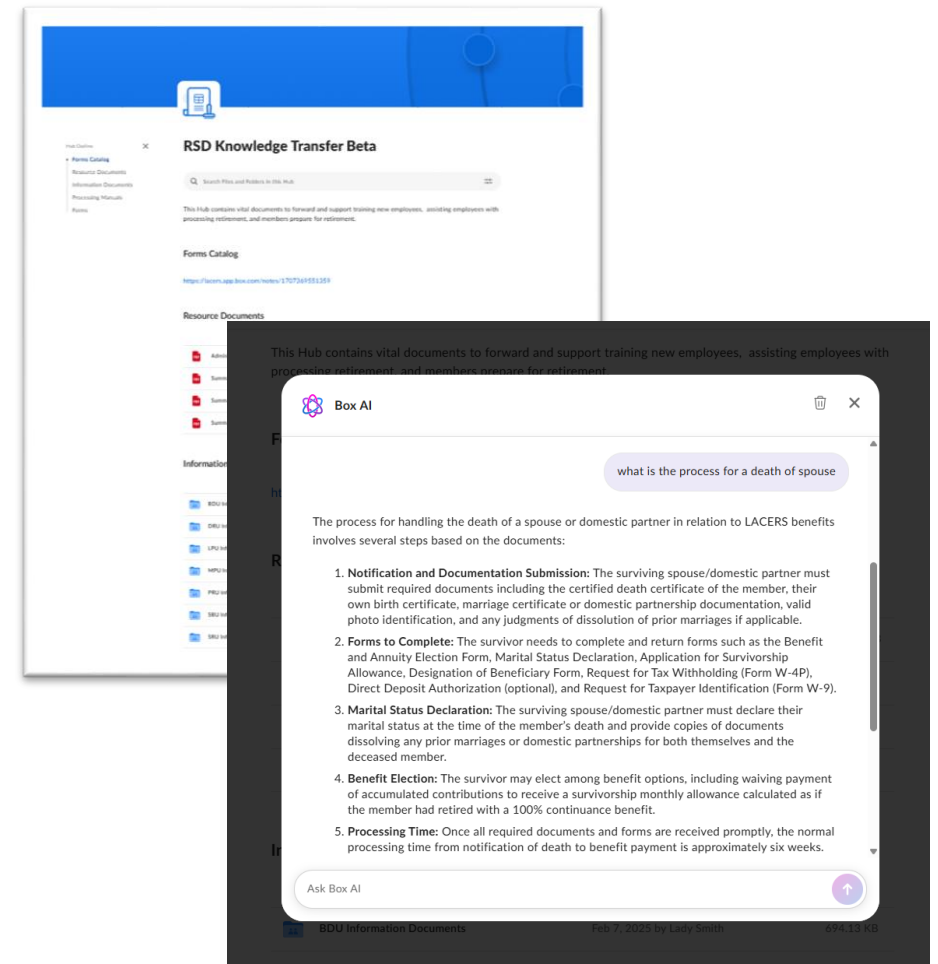 RSD Knowledge Transfer Beta
Hub Outline
Forms Catalog
Resource Documents
Information Documents
Processing Manuals
Forms
Search Files and Folders in this Hub
This Hub contains vital documents to forward and support training new employees, assisting employees with
processing retirement, and members prepare for retirement.
Forms Catalog
https://lacers.app.box.com/notes/1707269551359
Resource Documents
Information
This Hub contains vital documents to forward and support training new employees, assisting employees with
processing retirement, and members prepare for retirement.
Box AI
what is the process for a death of spouse
The process for handling the death of a spouse or domestic partner in relation to LACERS benefits
involves several steps based on the documents:
1. Notification and Documentation Submission: The surviving spouse/domestic partner must
submit required documents including the certified death certificate of the member, their
own birth certificate, marriage certificate or domestic partnership documentation, valid
photo identification, and any judgments of dissolution of prior marriages if applicable.
2. Forms to Complete: The survivor needs to complete and return forms such as the Benefit
and Annuity Election Form, Marital Status Declaration, Application for Survivorship
Allowance, Designation of Beneficiary Form, Request for Tax Withholding (Form W-4P),
Direct Deposit Authorization (optional), and Request for Taxpayer Identification (Form W-9).
3. Marital Status Declaration: The surviving spouse/domestic partner must declare their
marital status at the time of the member's death and provide copies of documents
dissolving any prior marriages or domestic partnerships for both themselves and the
deceased member.
4. Benefit Election: The survivor may elect among benefit options, including waiving payment
of accumulated contributions to receive a survivorship monthly allowance calculated as if
the member had retired with a 100% continuance benefit.
5. Processing Time: Once all required documents and forms are received promptly, the normal
processing time from notification of death to benefit payment is approximately six weeks.
Ask Box AI
BDU Information Documents Feb 7, 2025 by Lady Smith 694.13 KB